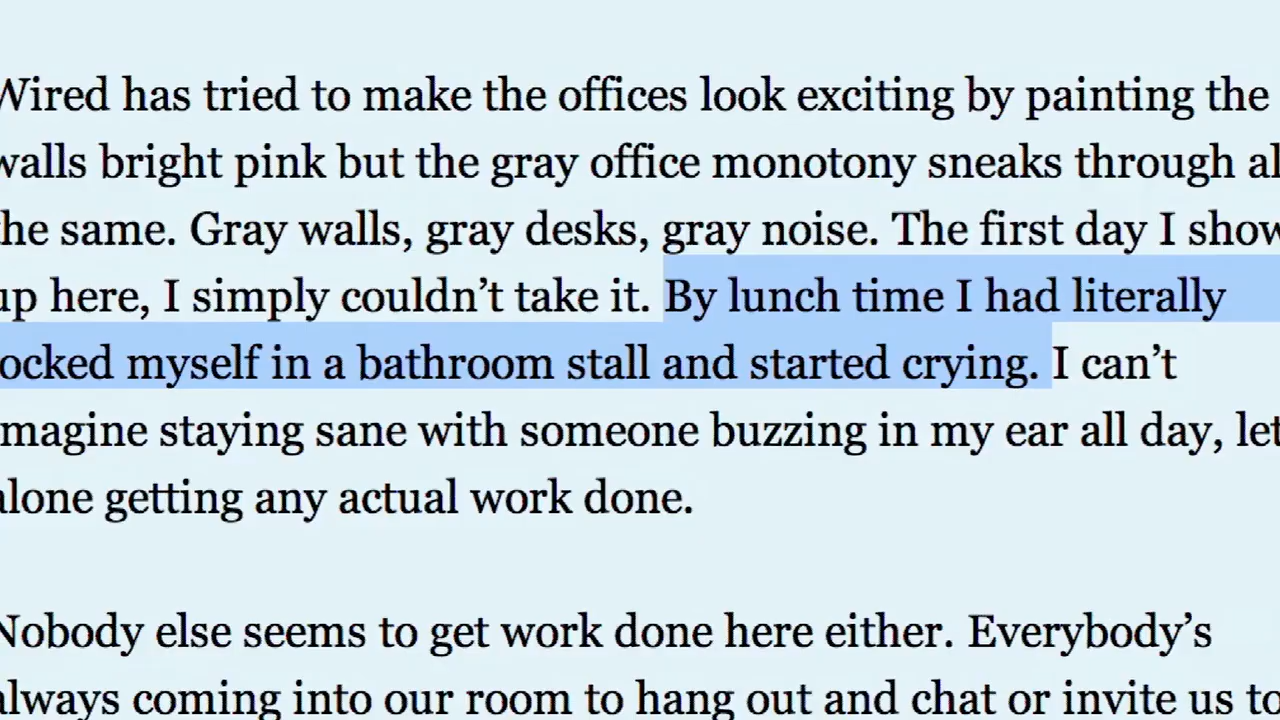 Wired has tried to make the offices look exciting by painting the
walls bright pink but the gray office monotony sneaks through al
the same. Gray walls, gray desks, gray noise. The first day I show
up here, I simply couldn’t take it. By lunch time I had literally
ocked myself in a bathroom stall and started crying. I can’t
magine staying sane with someone buzzing in my ear all day, let
alone getting any actual work done.
Nobody else seems to get work done here either. Everybody’s
always coming into our room to hang out and chat or invite us to